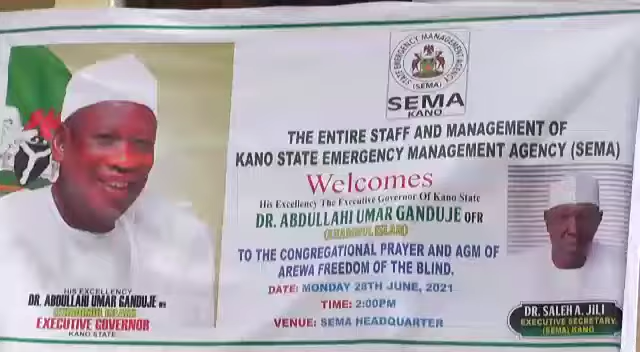 STATE EMERGENCY MANAGEMENT AGENCY
(SEMA)
SEMA
KANO
THE ENTIRE STAFF AND MANAGEMENT OF
KANO STATE EMERGENCY MANAGEMENT AGENCY (SEMA)
Welcomes
His Excellency The Executive Governor Of Kano State
DR. ABDULLAHI UMAR GANDUJE OFR
(KHADIMUL ISLAM)
TO THE CONGREGATIONAL PRAYER AND AGM OF
AREWA FREEDOM OF THE BLIND.
DATE: MONDAY 28TH JUNE, 2021
TIME: 2:00PM
VENUE: SEMA HEADQUARTER
HIS EXCELLENCY
DR. ABDULLAHI UMAR GANDUJE
EXECUTIVE GOVERNOR
KANO STATE
DR. SALEH A. JILI
EXECUTIVE SECRETARY
(SEMA) KANO